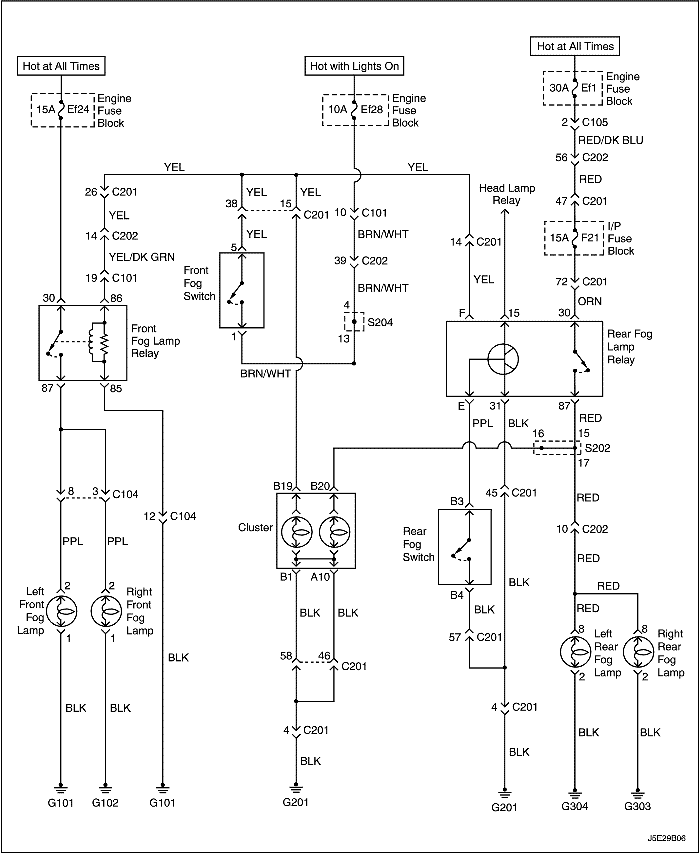 Hot at All Times
Hot with Lights On
Hot at All Times
15A Ef24
Engine
Fuse
Block
10A Ef28
Engine
Fuse
Block
30A Ef1
Engine
Fuse
Block
2 C105
RED/DK BLU
56 C202
RED
47 C201
15A F21
I/P
Fuse
Block
72 C201
ORN
YEL
YEL
26 C201
YEL
14 C202
YEL/DK GRN
19 C101
38
YEL
15
YEL
C201
YEL
5
Front
Fog
Switch
1
BRN/WHT
10 C101
BRN/WHT
39 C202
BRN/WHT
4
S204
13
Head Lamp
Relay
14 C201
YEL
30
86
Front
Fog Lamp
Relay
87
85
F
15
30
Rear Fog
Lamp
Relay
E
31
87
PPL
BLK
RED
16
15
S202
17
8
3 C104
12 C104
PPL
PPL
B19
B20
Cluster
B1
A10
BLK
BLK
58
46
C201
4 C201
BLK
B3
Rear
Fog
Switch
B4
BLK
57 C201
45 C201
BLK
4 C201
BLK
RED
10 C202
RED
RED
RED
Left
Front
Fog
Lamp
2
1
2
1
Right
Front
Fog
Lamp
BLK
BLK
BLK
8
2
Left
Rear
Fog
Lamp
8
2
Right
Rear
Fog
Lamp
BLK
BLK
G101
G102
G101
G201
G201
G304
G303
J5E29B06